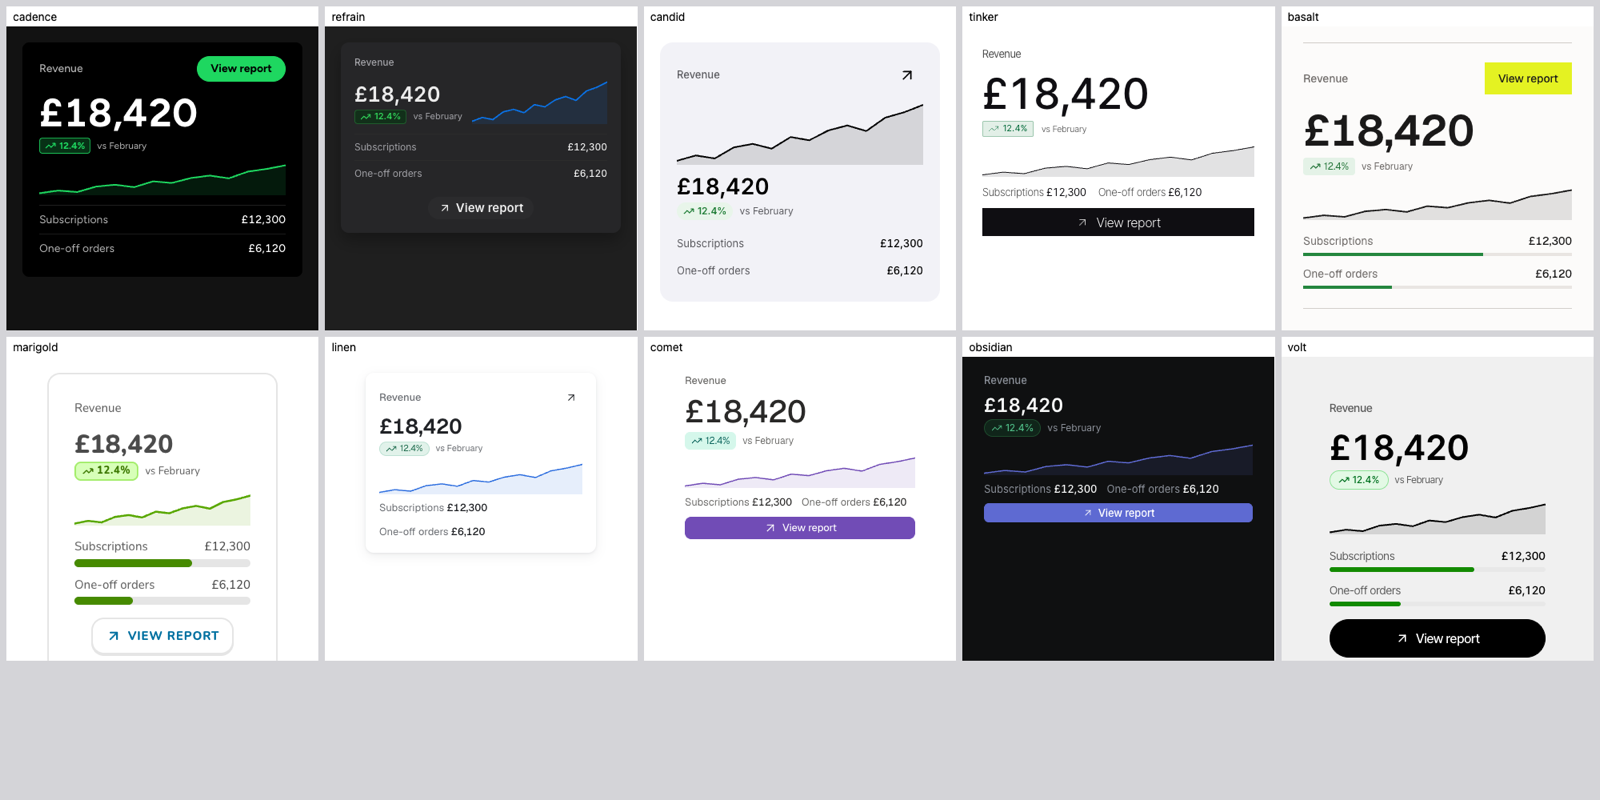 cadence
Revenue
View report
£18,420
12.4% vs February
Subscriptions £12,300
One-off orders £6,120
refrain
Revenue
£18,420
12.4% vs February
Subscriptions £12,300
One-off orders £6,120
View report
candid
Revenue
£18,420
12.4% vs February
Subscriptions £12,300
One-off orders £6,120
tinker
Revenue
£18,420
12.4% vs February
Subscriptions £12,300 One-off orders £6,120
View report
basalt
Revenue
View report
£18,420
12.4% vs February
Subscriptions £12,300
One-off orders £6,120
marigold
Revenue
£18,420
12.4% vs February
Subscriptions £12,300
One-off orders £6,120
VIEW REPORT
linen
Revenue
£18,420
12.4% vs February
Subscriptions £12,300
One-off orders £6,120
comet
Revenue
£18,420
12.4% vs February
Subscriptions £12,300 One-off orders £6,120
View report
obsidian
Revenue
£18,420
12.4% vs February
Subscriptions £12,300 One-off orders £6,120
View report
volt
Revenue
£18,420
12.4% vs February
Subscriptions £12,300
One-off orders £6,120
View report